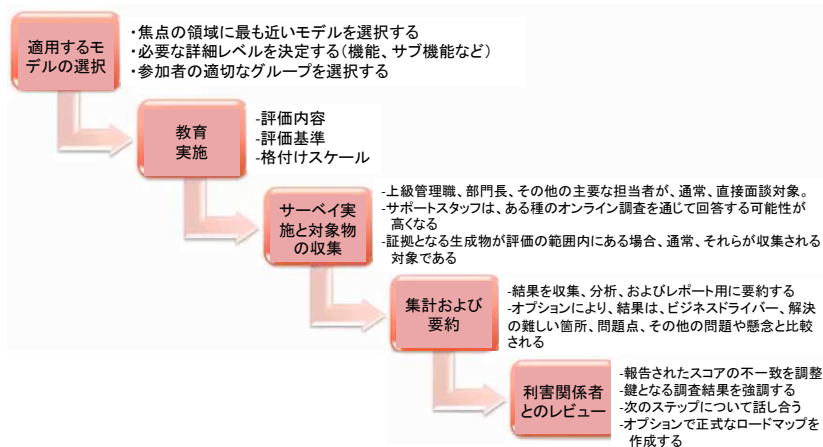 適用するモ
デルの選択
・焦点の領域に最も近いモデルを選択する
・必要な詳細レベルを決定する(機能、サブ機能など)
・参加者の適切なグループを選択する
教育
実施
-評価内容
-評価基準
-格付けスケール
サーベイ実
施と対象物
の収集
-上級管理職、部門長、その他の主要な担当者が、通常、直接面談対象。
-サポートスタッフは、ある種のオンライン調査を通じて回答する可能性が
高くなる
-証拠となる生成物が評価の範囲内にある場合、通常、それらが収集される
対象である
集計および
要約
-結果を収集、分析、およびレポート用に要約する
-オプションにより、結果は、ビジネスドライバー、解決
の難しい箇所、問題点、その他の問題や懸念と比較
される
利害関係者
とのレビュー
-報告されたスコアの不一致を調整
-鍵となる調査結果を強調する
-次のステップについて話し合う
-オプションで正式なロードマップを
作成する